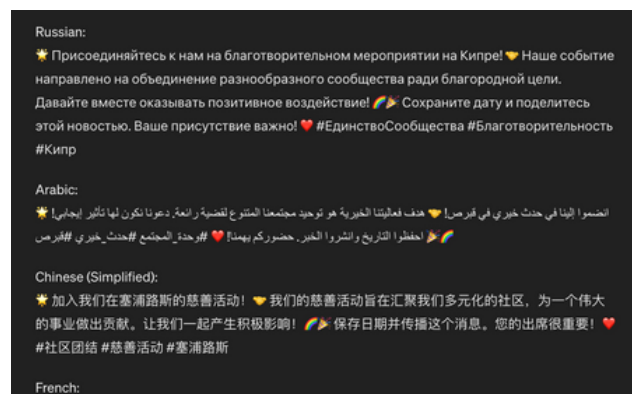 Russian:
🌟 Присоединяйтесь к нам на благотворительном мероприятии на Кипре! 🤝 Наше событие
направлено на объединение разнообразного сообщества ради благородной цели.
Давайте вместе оказывать позитивное воздействие! 🌈🎉 Сохраните дату и поделитесь
этой новостью. Ваше присутствие важно! ❤️ #ЕдинствоСообщества #Благотворительность
#Кипр
Arabic:
انضموا إلينا في حدث خيري في قبرص! 🤝 هدف فعاليتنا الخيرية هو توحيد مجتمعنا المتنوع لقضية رائعة. دعونا نكون لها تأثير إيجابي! 🌟
🌈🎉 احفظوا التاريخ وانشروا الخبر. حضوركم يهمنا! ❤️ #وحدة_المجتمع #حدث_خيري #قبرص
Chinese (Simplified):
🌟 加入我们在塞浦路斯的慈善活动！🤝 我们的慈善活动旨在汇聚我们多元化的社区，为一个伟大
的事业做出贡献。让我们一起产生积极影响！🌈🎉 保存日期并传播这个消息。您的出席很重要！❤️
#社区团结 #慈善活动 #塞浦路斯
French: